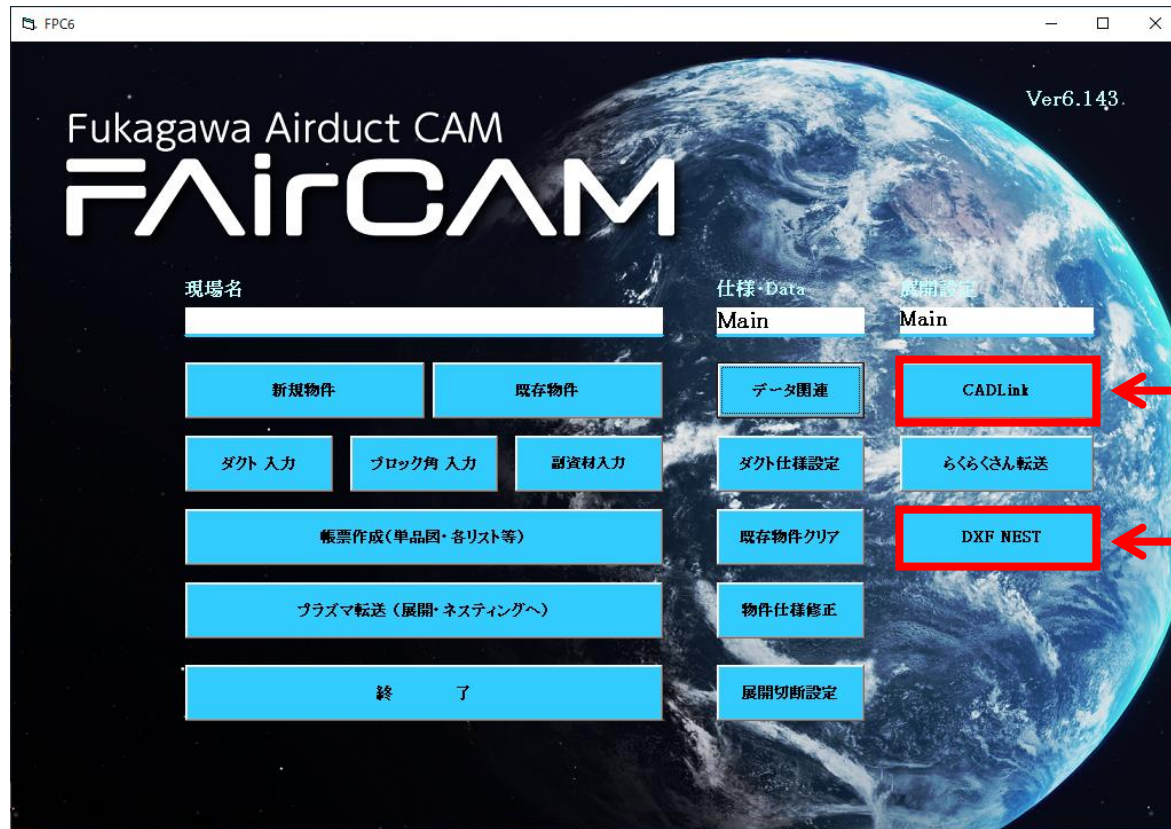 FPC6
Ver6.143
Fukagawa Airduct CAM
FAirCAM
現場名 仕様・Data 展開設定
Main Main
新規物件 既存物件 データ関連 CADLink
ダクト 入力 ブロック角 入力 副資材入力 ダクト仕様設定 らくらくさん転送
帳票作成(単品図・各リスト等) 既存物件クリア DXF NEST
プラズマ転送 (展開・ネスティングへ) 物件仕様修正
終 了 展開切断設定